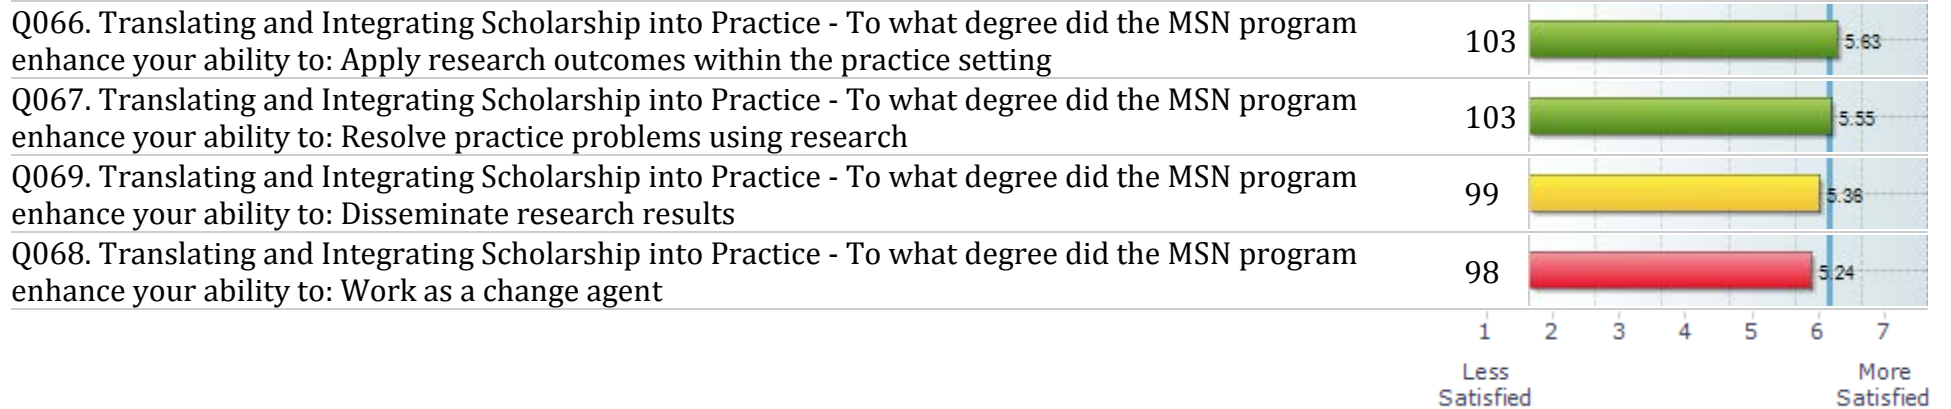 Q066. Translating and Integrating Scholarship into Practice - To what degree did the MSN program
enhance your ability to: Apply research outcomes within the practice setting
103
5.63
Q067. Translating and Integrating Scholarship into Practice - To what degree did the MSN program
enhance your ability to: Resolve practice problems using research
103
5.55
Q069. Translating and Integrating Scholarship into Practice - To what degree did the MSN program
enhance your ability to: Disseminate research results
99
5.36
Q068. Translating and Integrating Scholarship into Practice - To what degree did the MSN program
enhance your ability to: Work as a change agent
98
5.24
1 2 3 4 5 6 7
Less More
Satisfied Satisfied